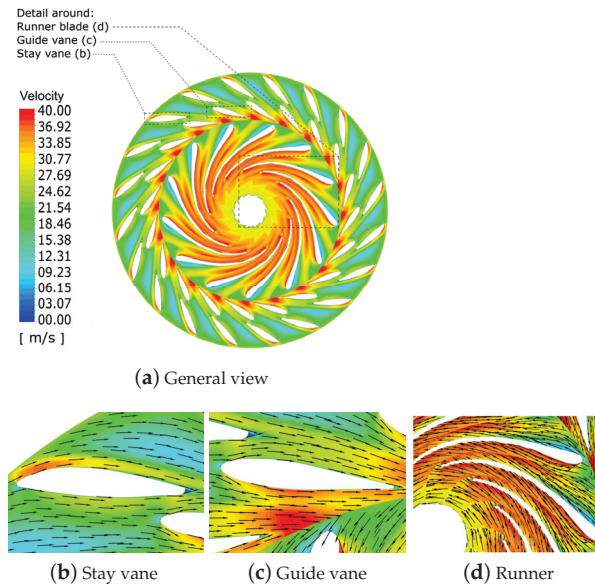 Detail around:
Runner blade (d)
Guide vane (c)
Stay vane (b)
Velocity
40.00
36.92
33.85
30.77
27.69
24.62
21.54
18.46
15.38
12.31
09.23
06.15
03.07
00.00
[ m/s ]
(a) General view
(b) Stay vane
(c) Guide vane
(d) Runner